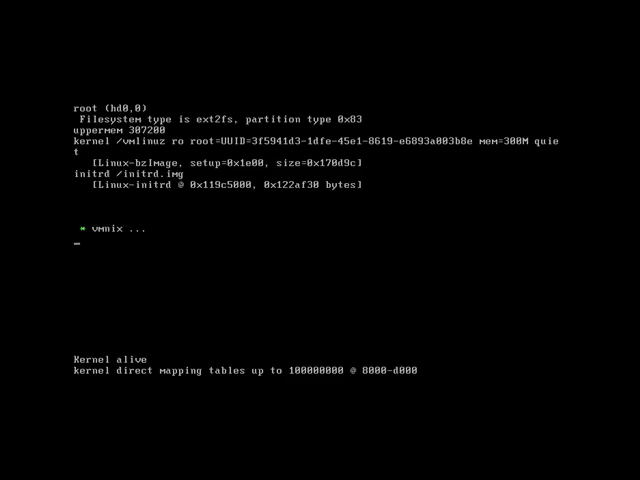 root (hd0,0)
Filesystem type is ext2fs, partition type 0x83
uppermem 307200
kernel /vmlinuz ro root=UUID=3f5941d3-1dfe-45e1-8619-e6893a003b8e mem=300M quie
t
[Linux-bzImage, setup=0x1e00, size=0x170d9c]
initrd /initrd.img
[Linux-initrd @ 0x119c5000, 0x122af30 bytes]
* vmnix ...
Kernel alive
kernel direct mapping tables up to 100000000 @ 8000-d000